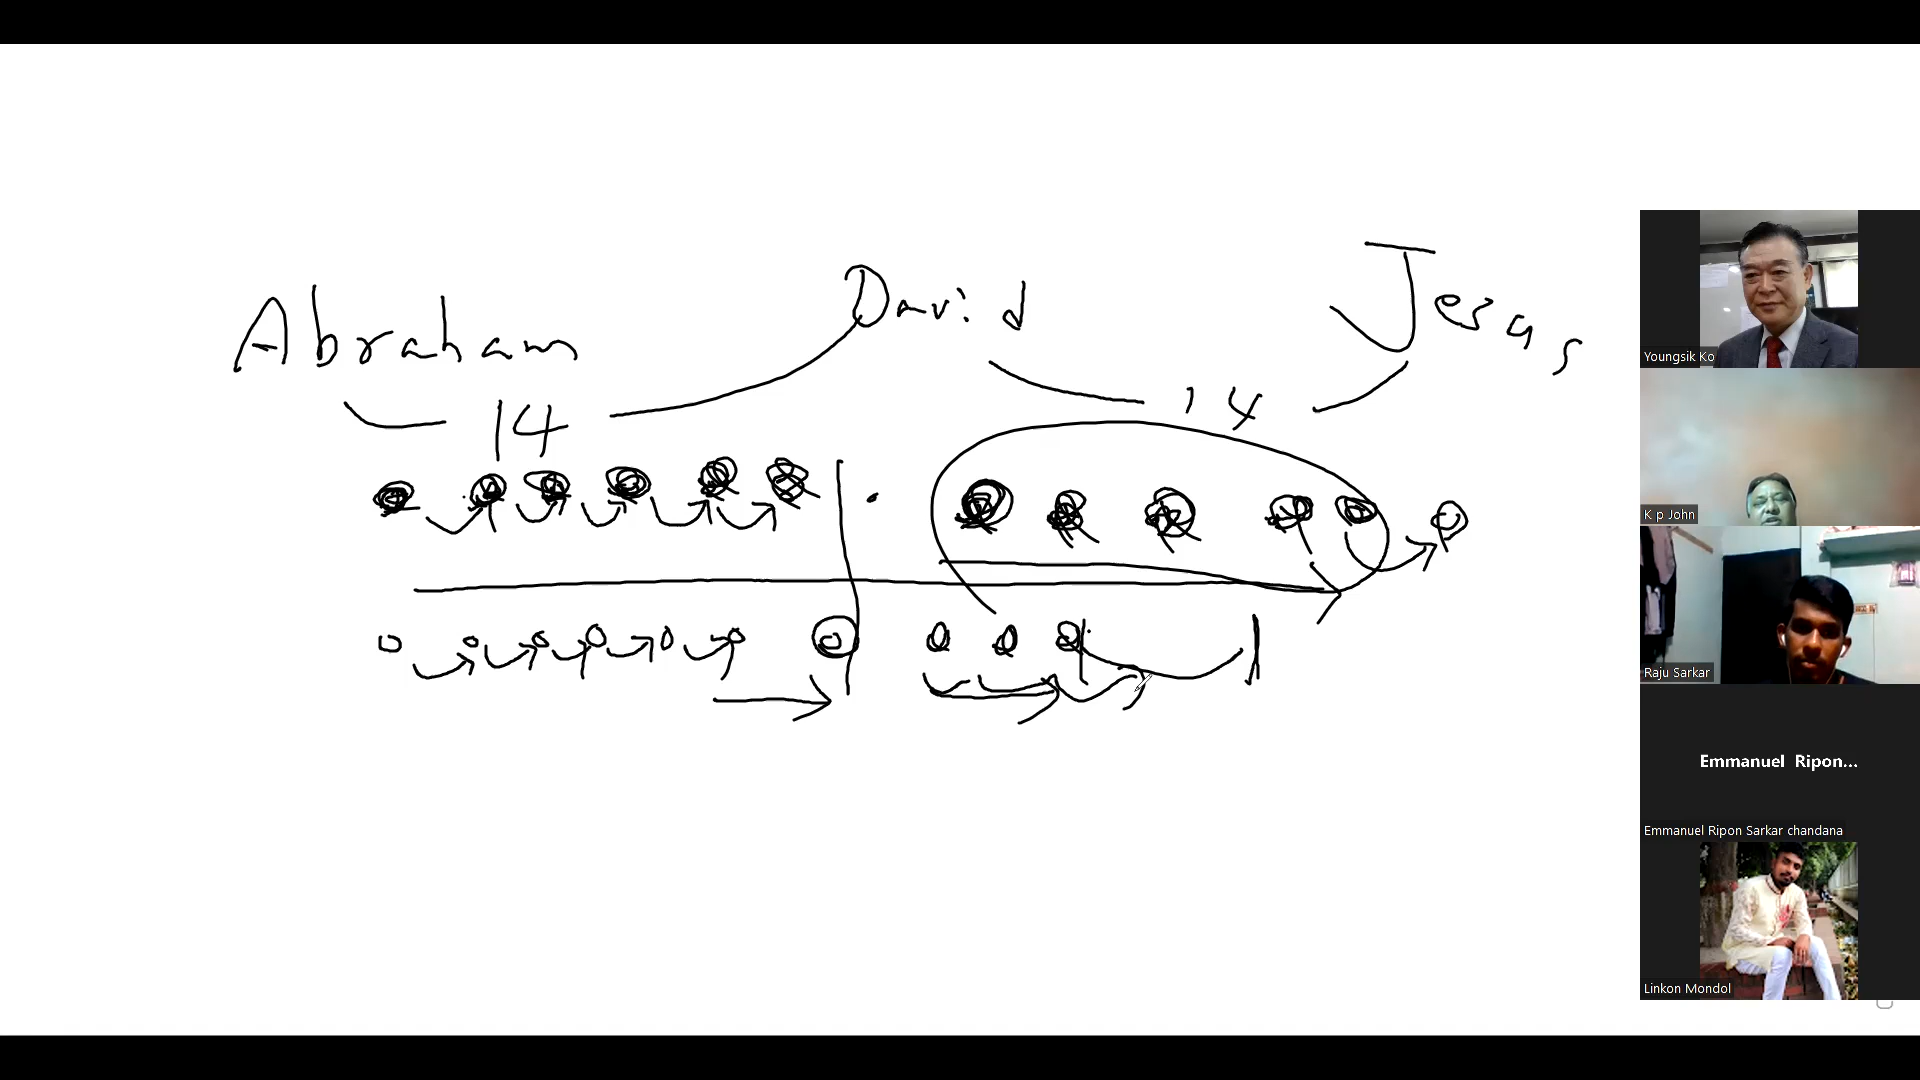 Abraham David Jesus
14 14
Youngsik Ko
K p John
Raju Sarkar
Emmanuel Ripon...
Emmanuel Ripon Sarkar chandana
Linkon Mondol